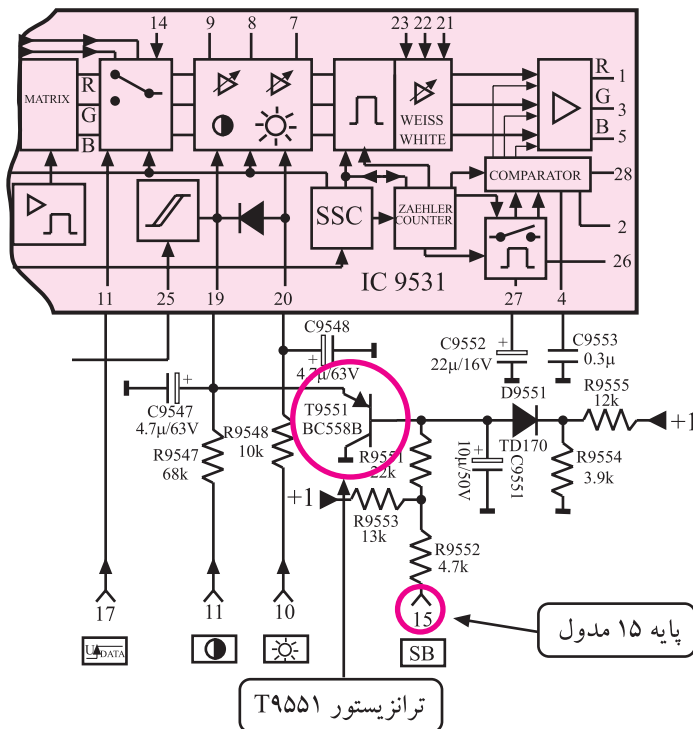 14
9
8
7
23
22
21
MATRIX
R
G
B
WEISS
WHITE
R
1
G
3
B
5
SSC
ZAEHLER
COUNTER
COMPARATOR
28
2
26
IC 9531
11
25
19
20
27
4
C9548
4.7µ/63V
+
C9547
4.7µ/63V
+
R9547
68k
R9548
10k
T9551
BC558B
C9552
22µ/16V
+
C9553
0.3µ
D9551
TD170
R9555
12k
+1
R9554
3.9k
R9551
22k
10µ/50V
C9551
+
+1
R9553
13k
R9552
4.7k
17
11
10
15
U DATA
SB
پایه ۱۵ مدول
ترانزیستور T۹۵۵۱